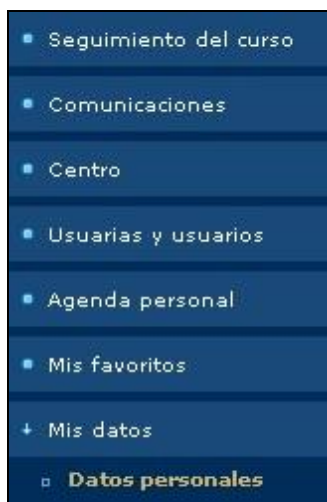 Seguimiento del curso
Comunicaciones
Centro
Usuarias y usuarios
Agenda personal
Mis favoritos
Mis datos
Datos personales